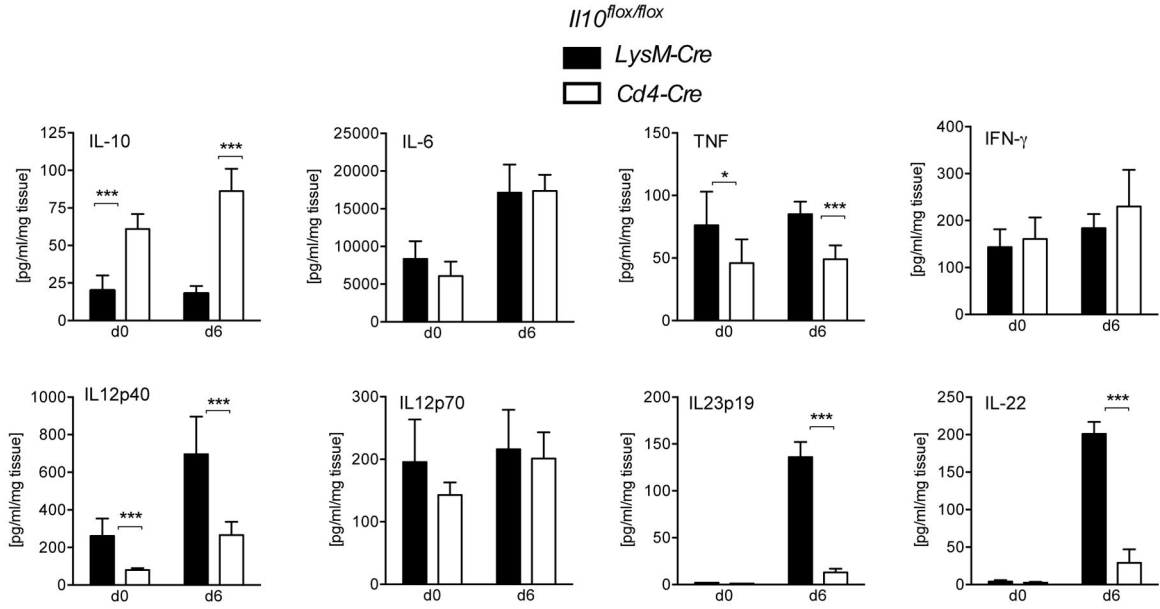 Il10flox/flox
LysM-Cre
Cd4-Cre
IL-10
[pg/ml/mg tissue]
125
100
75
50
25
0
***
***
d0
d6
IL-6
[pg/ml/mg tissue]
25000
20000
15000
10000
5000
0
d0
d6
TNF
[pg/ml/mg tissue]
150
100
50
0
*
***
d0
d6
IFN-γ
[pg/ml/mg tissue]
400
300
200
100
0
d0
d6
IL12p40
[pg/ml/mg tissue]
1000
800
600
400
200
0
***
***
d0
d6
IL12p70
[pg/ml/mg tissue]
300
200
100
0
d0
d6
IL23p19
[pg/ml/mg tissue]
200
150
100
50
0
***
d0
d6
IL-22
[pg/ml/mg tissue]
250
200
150
100
50
0
***
d0
d6